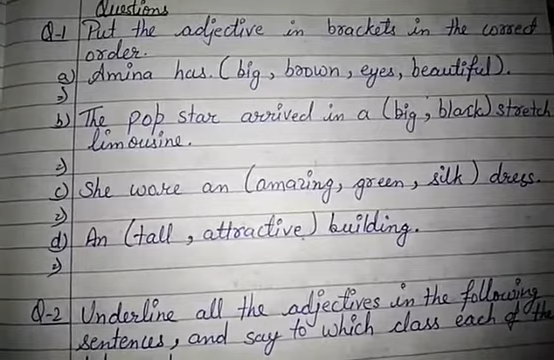 Questions
Q-1 Put the adjective in brackets in the correct
order.
a) Amina has (big, brown, eyes, beautiful).
→
b) The pop star arrived in a (big, black) stretch
limousine.
→
c) She ware an (amazing, green, silk) dress.
→
d) An (tall, attractive) building.
→
Q-2 Underline all the adjectives in the following
sentences, and say to which class each of the